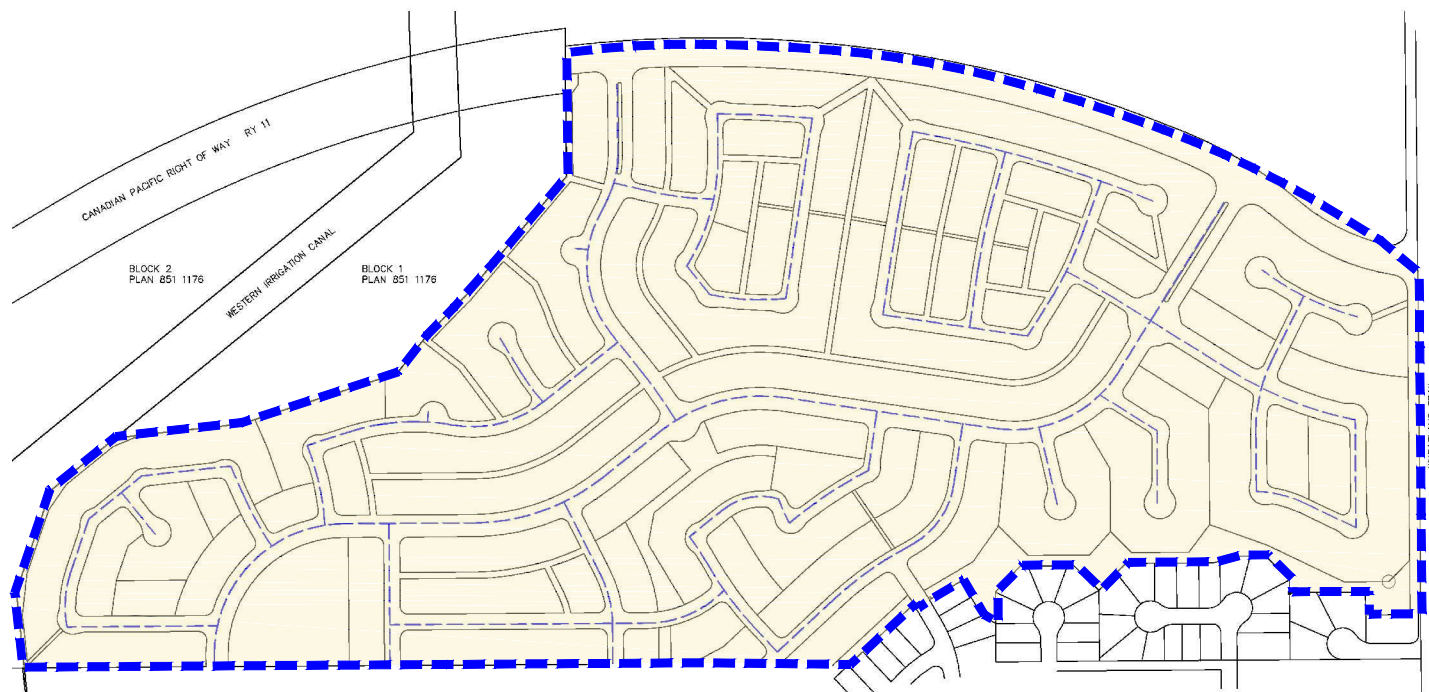 CANADIAN PACIFIC RIGHT OF WAY RY 11
BLOCK 2
PLAN 851 1176
WESTERN IRRIGATION CANAL
BLOCK 1
PLAN 851 1176